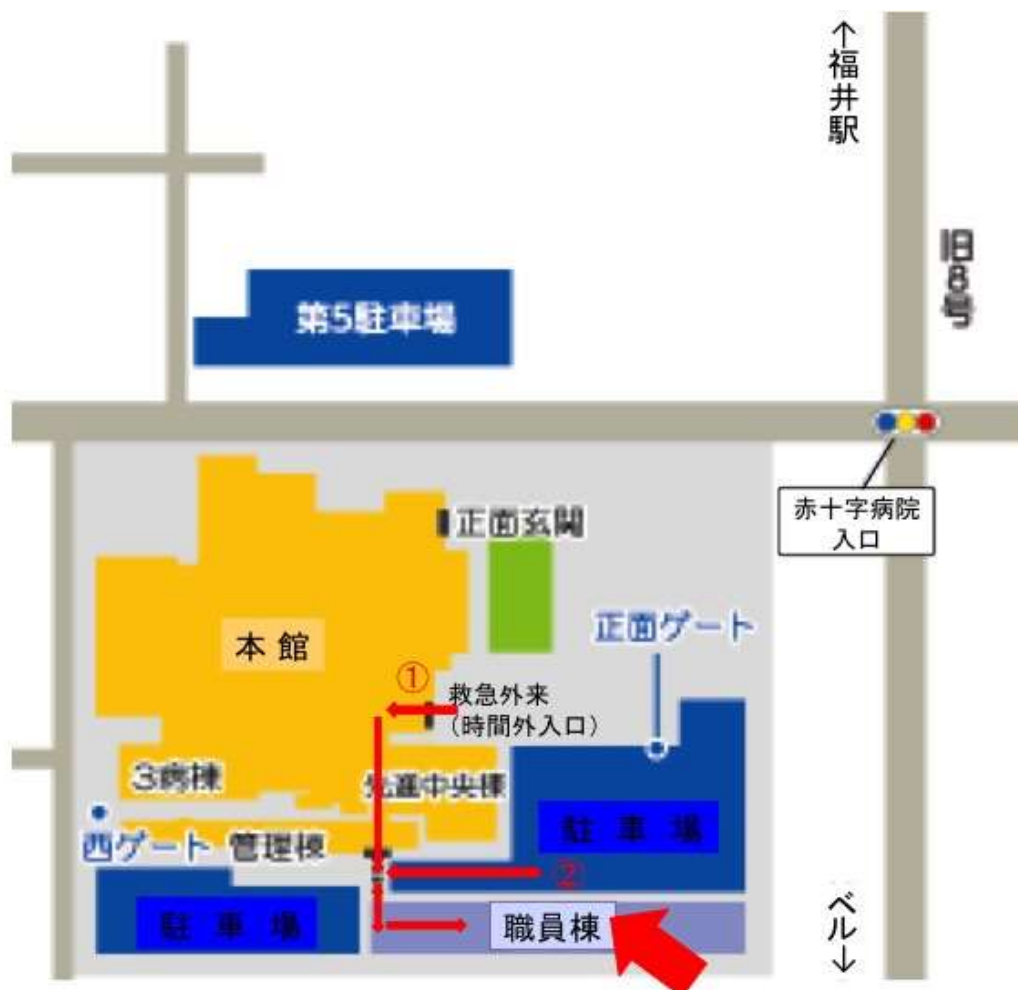 ↑福井駅
旧8号
第5駐車場
赤十字病院
入口
正面玄関
正面ゲート
本館
①
救急外来
(時間外入口)
3病棟
先進中央棟
西ゲート
管理棟
駐車場
②
駐車場
職員棟
ベル↓